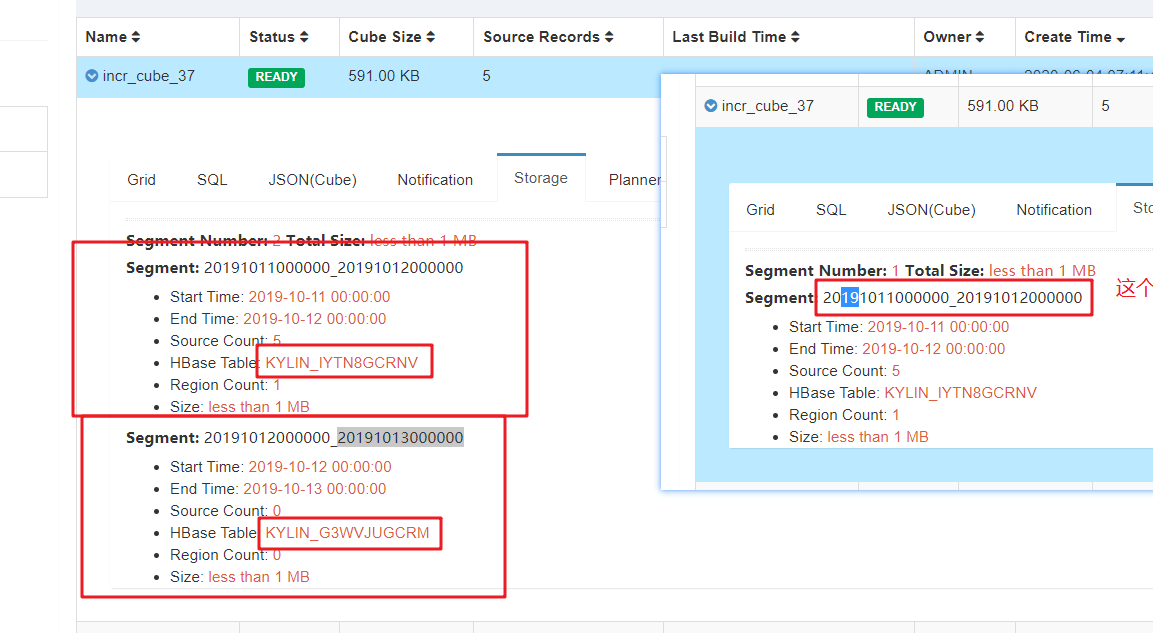 Name Status Cube Size Source Records Last Build Time Owner Create Time
incr_cube_37 READY 591.00 KB 5
Grid SQL JSON(Cube) Notification Storage Planner
Segment Number: 2 Total Size: less than 1 MB
Segment: 20191011000000_20191012000000
Start Time: 2019-10-11 00:00:00
End Time: 2019-10-12 00:00:00
Source Count: 5
HBase Table: KYLIN_IYTN8GCRNV
Region Count: 1
Size: less than 1 MB
Segment: 20191012000000_20191013000000
Start Time: 2019-10-12 00:00:00
End Time: 2019-10-13 00:00:00
Source Count: 0
HBase Table: KYLIN_G3WVJUGCRM
Region Count: 0
Size: less than 1 MB
incr_cube_37 READY 591.00 KB 5
Grid SQL JSON(Cube) Notification Sto
Segment Number: 1 Total Size: less than 1 MB
Segment 20191011000000_20191012000000 这个
Start Time: 2019-10-11 00:00:00
End Time: 2019-10-12 00:00:00
Source Count: 5
HBase Table: KYLIN_IYTN8GCRNV
Region Count: 1
Size: less than 1 MB